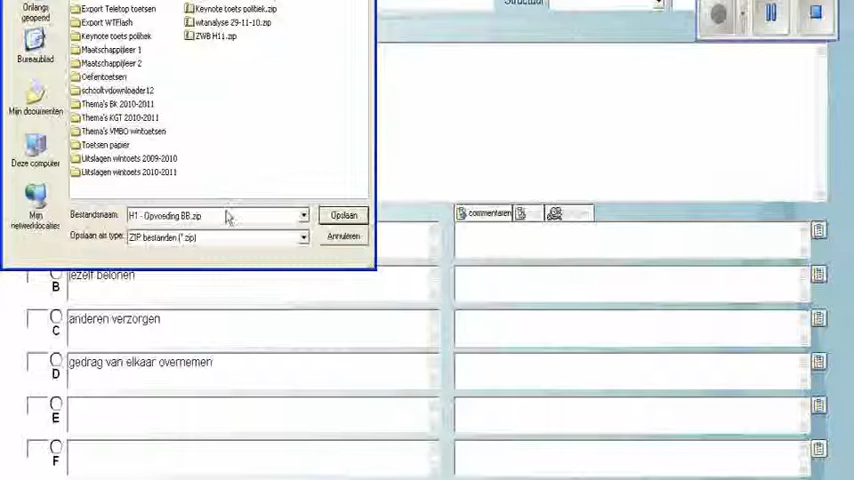 Onlangs
geopend
Bureaublad
Mijn documenten
Deze computer
Mijn
netwerklocaties
Export Teletop toetsen
Export WTFlash
Keynote toets politiek
Maatschappijleer 1
Maatschappijleer 2
Oefentoetsen
schooltvdownloader12
Thema's BK 2010-2011
Thema's KGT 2010-2011
Thema's VMBO wintoetsen
Toetsen papier
Uitslagen wintoets 2009-2010
Uitslagen wintoets 2010-2011
Keynote toets politiek.zip
wtanalyse 29-11-10.zip
ZWB H11.zip
Bestandsnaam: H1 - Opvoeding BB.zip Opslaan
Opslaan als type: ZIP bestanden (*.zip) Annuleren
Structuur
commentaren
B jezelf belonen
C anderen verzorgen
D gedrag van elkaar overnemen
E
F